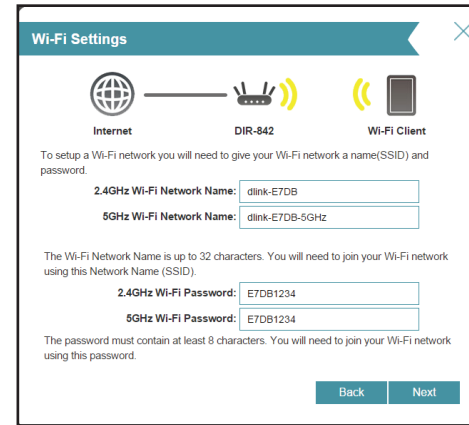 Wi-Fi Settings
Internet DIR-842 Wi-Fi Client
To setup a Wi-Fi network you will need to give your Wi-Fi network a name(SSID) and
password.
2.4GHz Wi-Fi Network Name: dlink-E7DB
5GHz Wi-Fi Network Name: dlink-E7DB-5GHz
The Wi-Fi Network Name is up to 32 characters. You will need to join your Wi-Fi network
using this Network Name (SSID).
2.4GHz Wi-Fi Password: E7DB1234
5GHz Wi-Fi Password: E7DB1234
The password must contain at least 8 characters. You will need to join your Wi-Fi network
using this password.
Back Next